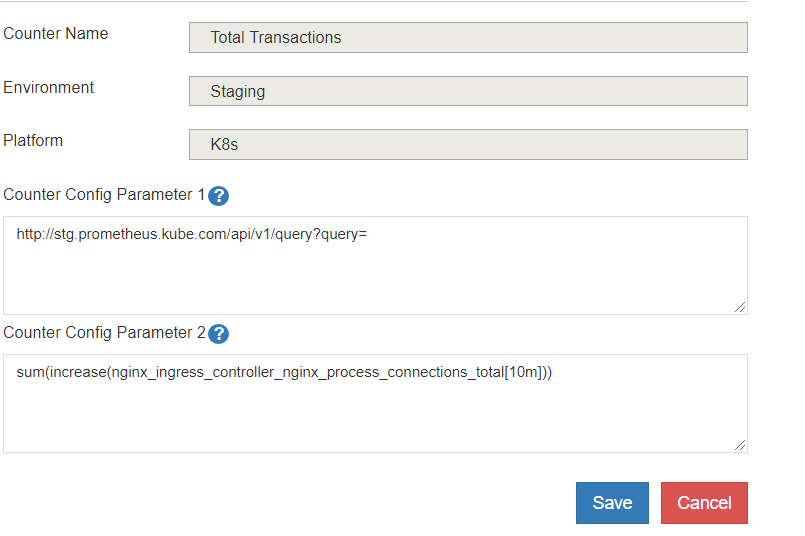 Counter Name
Total Transactions
Environment
Staging
Platform
K8s
Counter Config Parameter 1 ?
http://stg.prometheus.kube.com/api/v1/query?query=
Counter Config Parameter 2 ?
sum(increase(nginx_ingress_controller_nginx_process_connections_total[10m]))
Save
Cancel